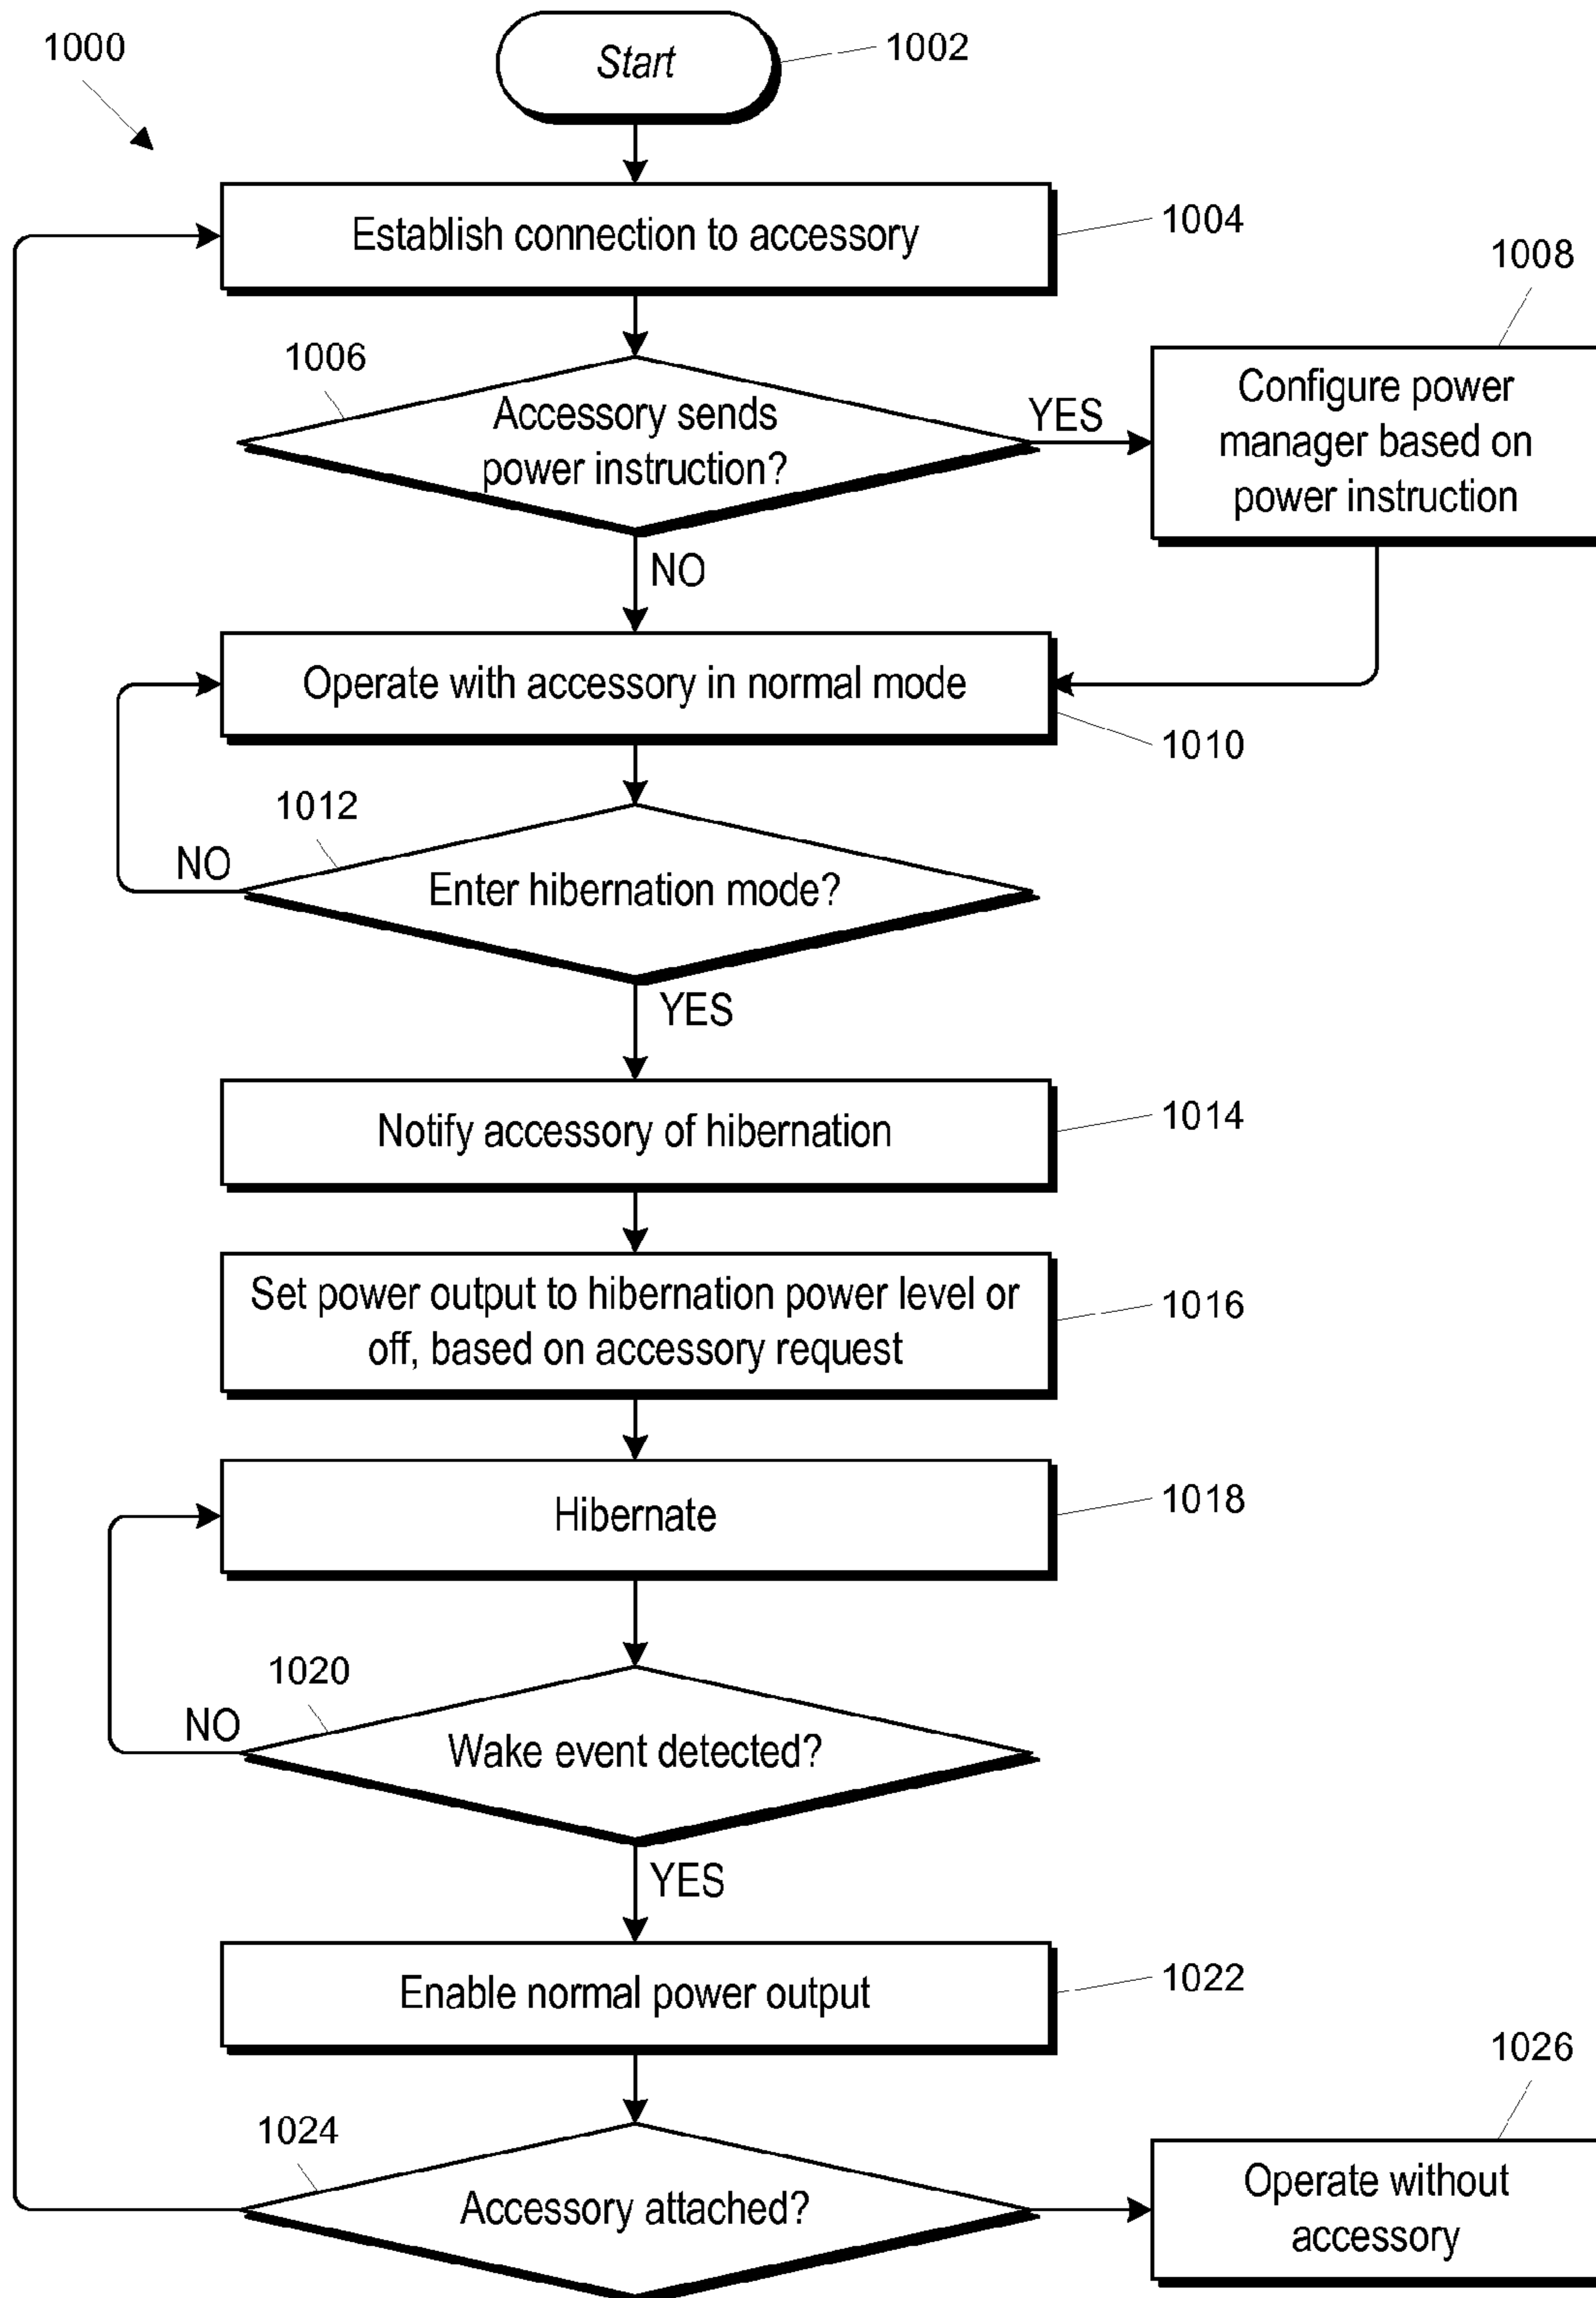 1000
Start
1002
Establish connection to accessory
1004
1006
Accessory sends
power instruction?
YES
1008
Configure power
manager based on
power instruction
NO
Operate with accessory in normal mode
1010
1012
NO
Enter hibernation mode?
YES
Notify accessory of hibernation
1014
Set power output to hibernation power level or
off, based on accessory request
1016
Hibernate
1018
1020
NO
Wake event detected?
YES
Enable normal power output
1022
1024
Accessory attached?
1026
Operate without
accessory